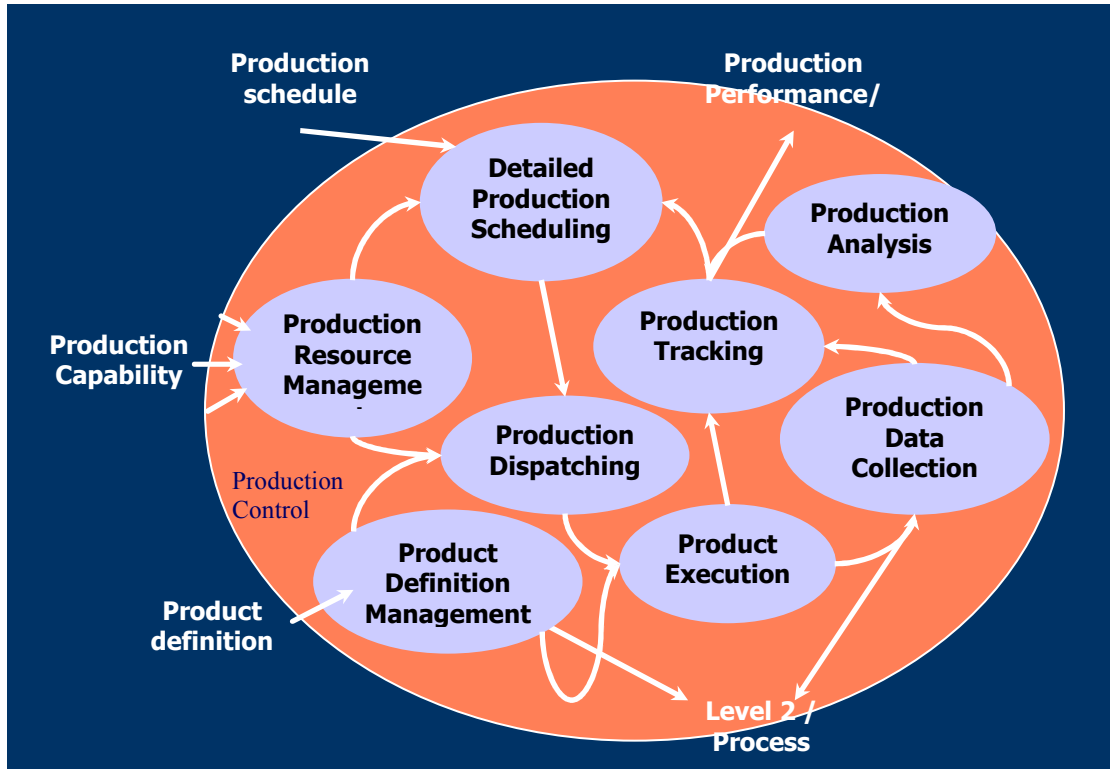 Production
schedule
Production
Performance/
Detailed
Production
Scheduling
Production
Analysis
Production
Resource
Manageme
Production
Tracking
Production
Capability
Production
Data
Collection
Production
Dispatching
Production
Control
Product
Definition
Management
Product
Execution
Product
definition
Level 2 /
Process